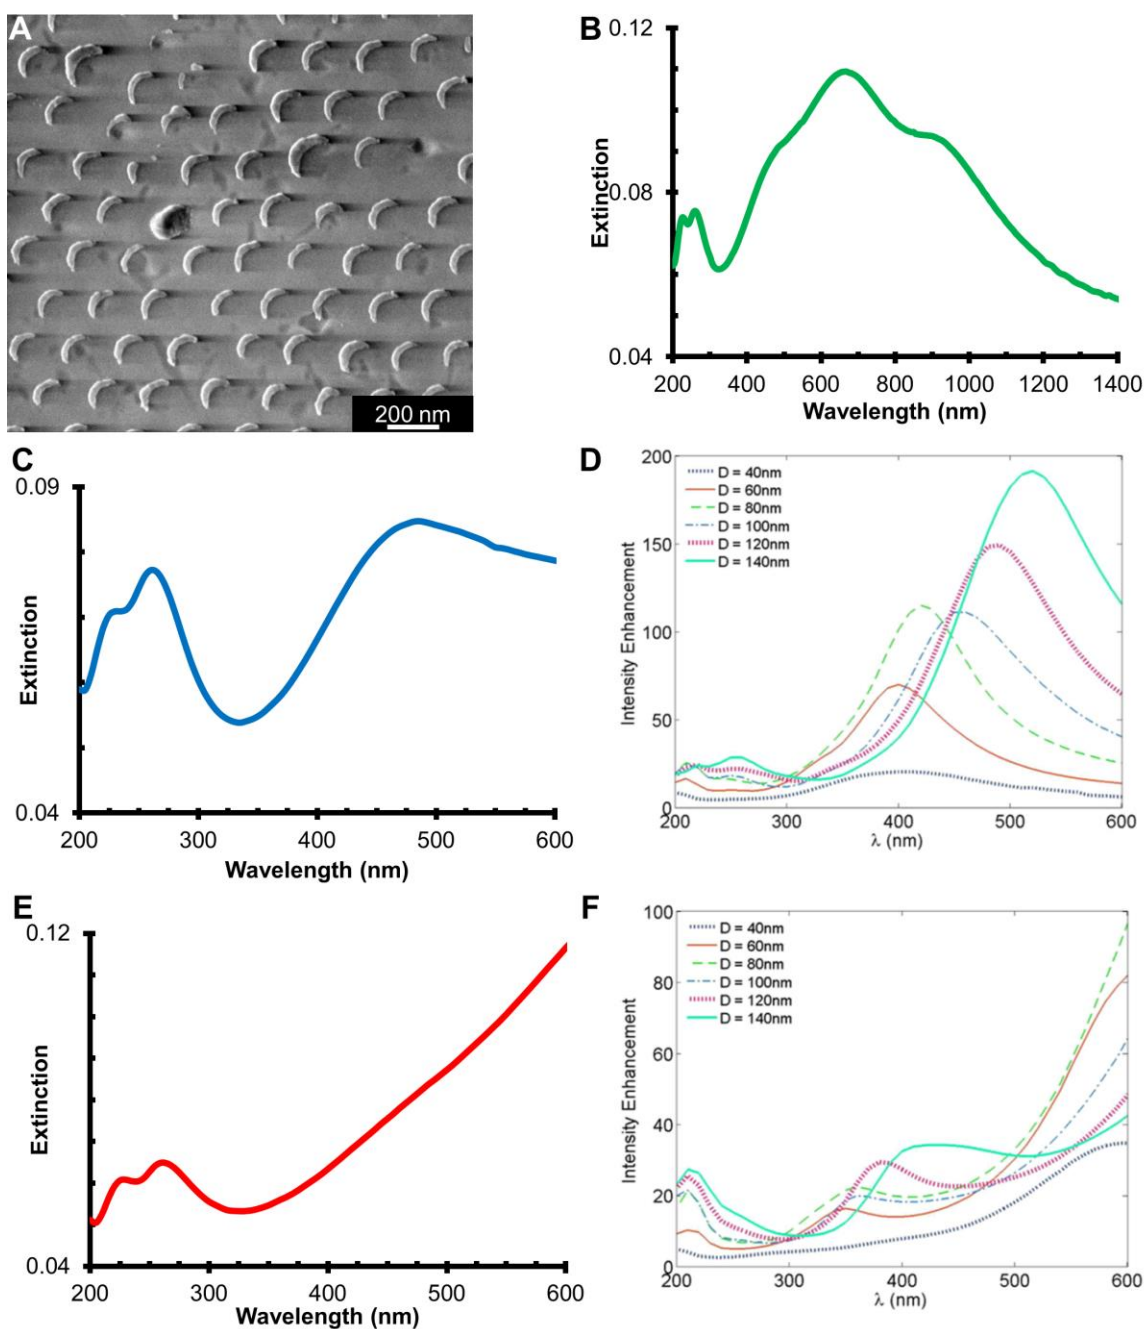 A
200 nm
B
0.12
0.08
0.04
Extinction
200 400 600 800 1000 1200 1400
Wavelength (nm)
C
0.09
0.04
Extinction
200 300 400 500 600
Wavelength (nm)
D
200
150
100
50
0
Intensity Enhancement
D = 40nm
D = 60nm
D = 80nm
D = 100nm
D = 120nm
D = 140nm
200 300 400 500 600
λ (nm)
E
0.12
0.04
Extinction
200 300 400 500 600
Wavelength (nm)
F
100
80
60
40
20
0
Intensity Enhancement
D = 40nm
D = 60nm
D = 80nm
D = 100nm
D = 120nm
D = 140nm
200 300 400 500 600
λ (nm)